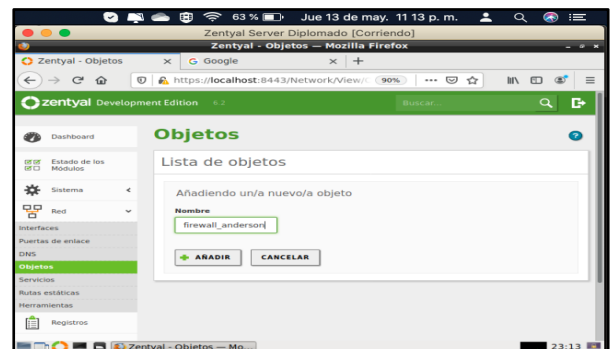 63 % Jue 13 de may. 11 13 p. m.
Zentyal Server Diplomado [Corriendo]
Zentyal - Objetos — Mozilla Firefox
Zentyal - Objetos × G Google × +
https://localhost:8443/Network/View/ 90%
zentyal Development Edition 6.2 Buscar...
Dashboard
Estado de los
Módulos
Sistema
Red
Interfaces
Puertas de enlace
DNS
Objetos
Servicios
Rutas estáticas
Herramientas
Registros
Objetos
Lista de objetos
Añadiendo un/a nuevo/a objeto
Nombre
firewall_anderson
AÑADIR CANCELAR
Zentyal - Objetos — Mo... 23:13